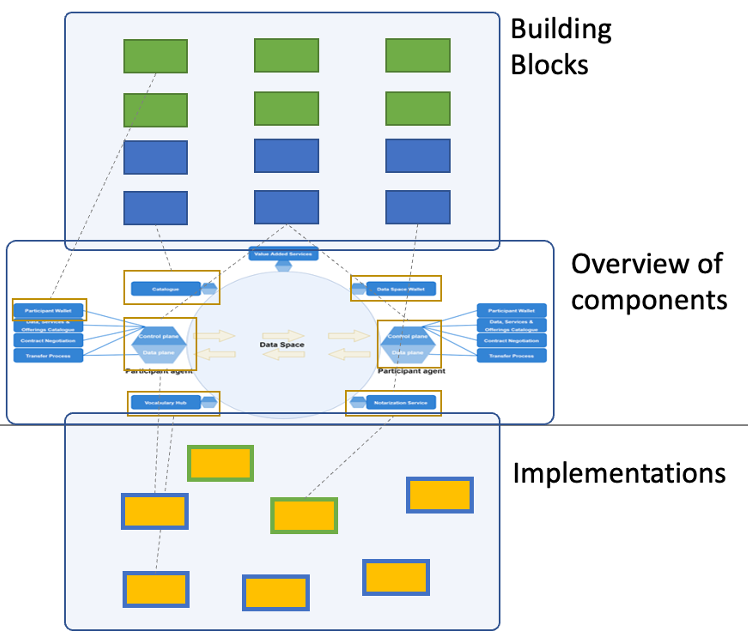 Building
Blocks
Overview of
components
Value Added Services
Catalogue
Data Space Wallet
Participant Wallet
Data, Services &
Offerings Catalogue
Contract Negotiation
Transfer Process
Control plane
Data plane
Participant agent
Data Space
Control plane
Data plane
Participant agent
Participant Wallet
Data, Services &
Offerings Catalogue
Contract Negotiation
Transfer Process
Vocabulary Hub
Notarization Service
Implementations